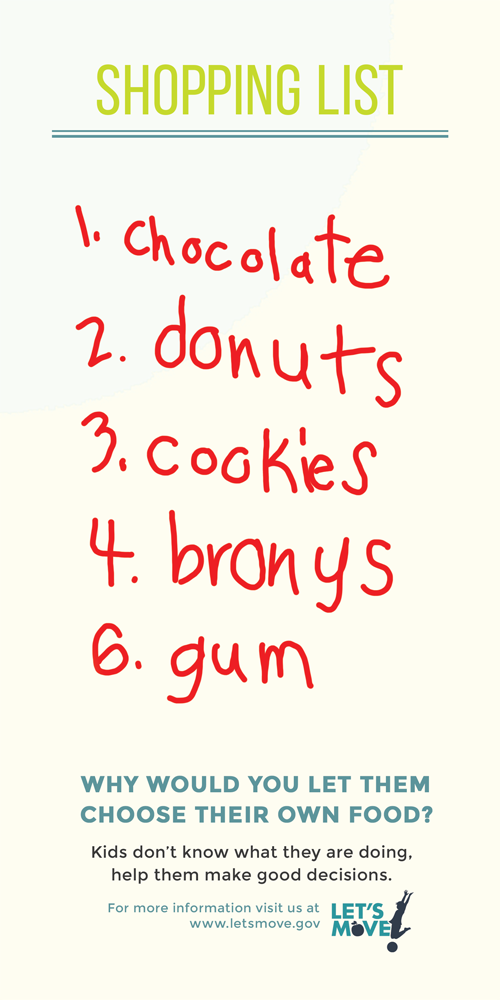 SHOPPING LIST
1. chocolate
2. donuts
3. cookies
4. bronys
6. gum
WHY WOULD YOU LET THEM
CHOOSE THEIR OWN FOOD?
Kids don't know what they are doing,
help them make good decisions.
For more information visit us at
www.letsmove.gov
LET'S
MOVE!